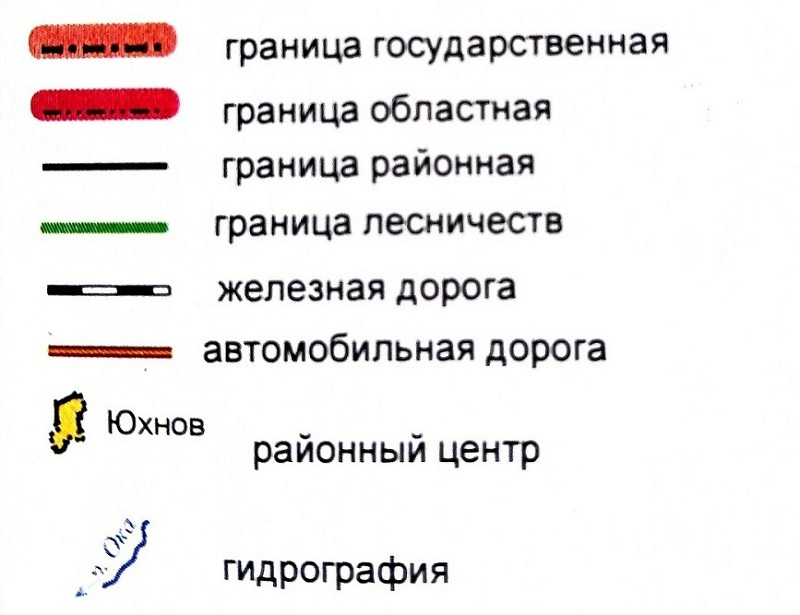 граница государственная
граница областная
граница районная
граница лесничеств
железная дорога
автомобильная дорога
Юхнов
районный центр
р. Ока
гидрография